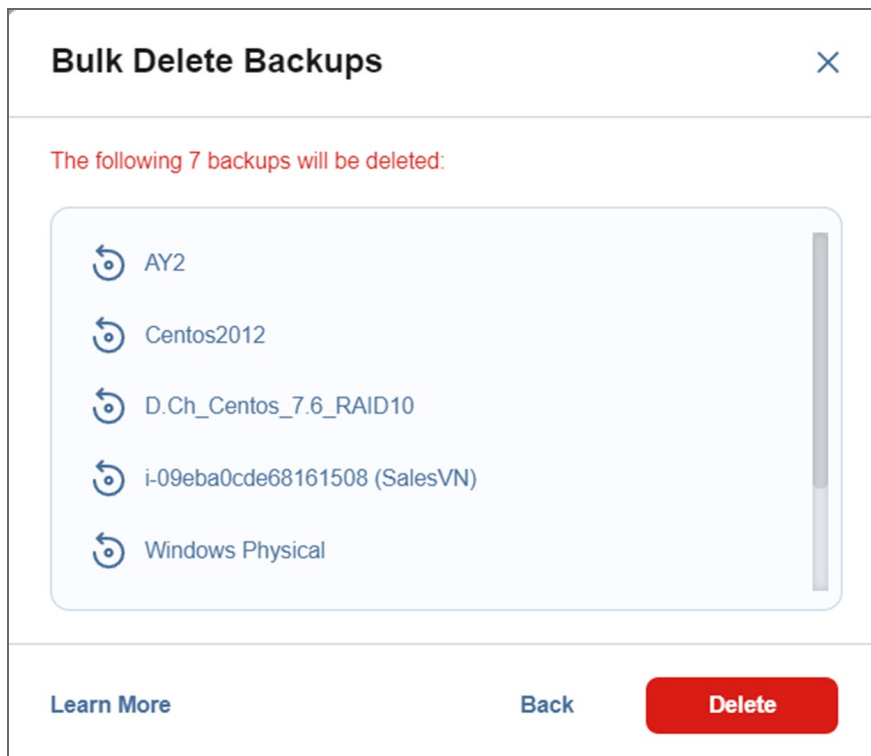 Bulk Delete Backups
The following 7 backups will be deleted:
AY2
Centos2012
D.Ch_Centos_7.6_RAID10
i-09eba0cde68161508 (SalesVN)
Windows Physical
Learn More
Back
Delete